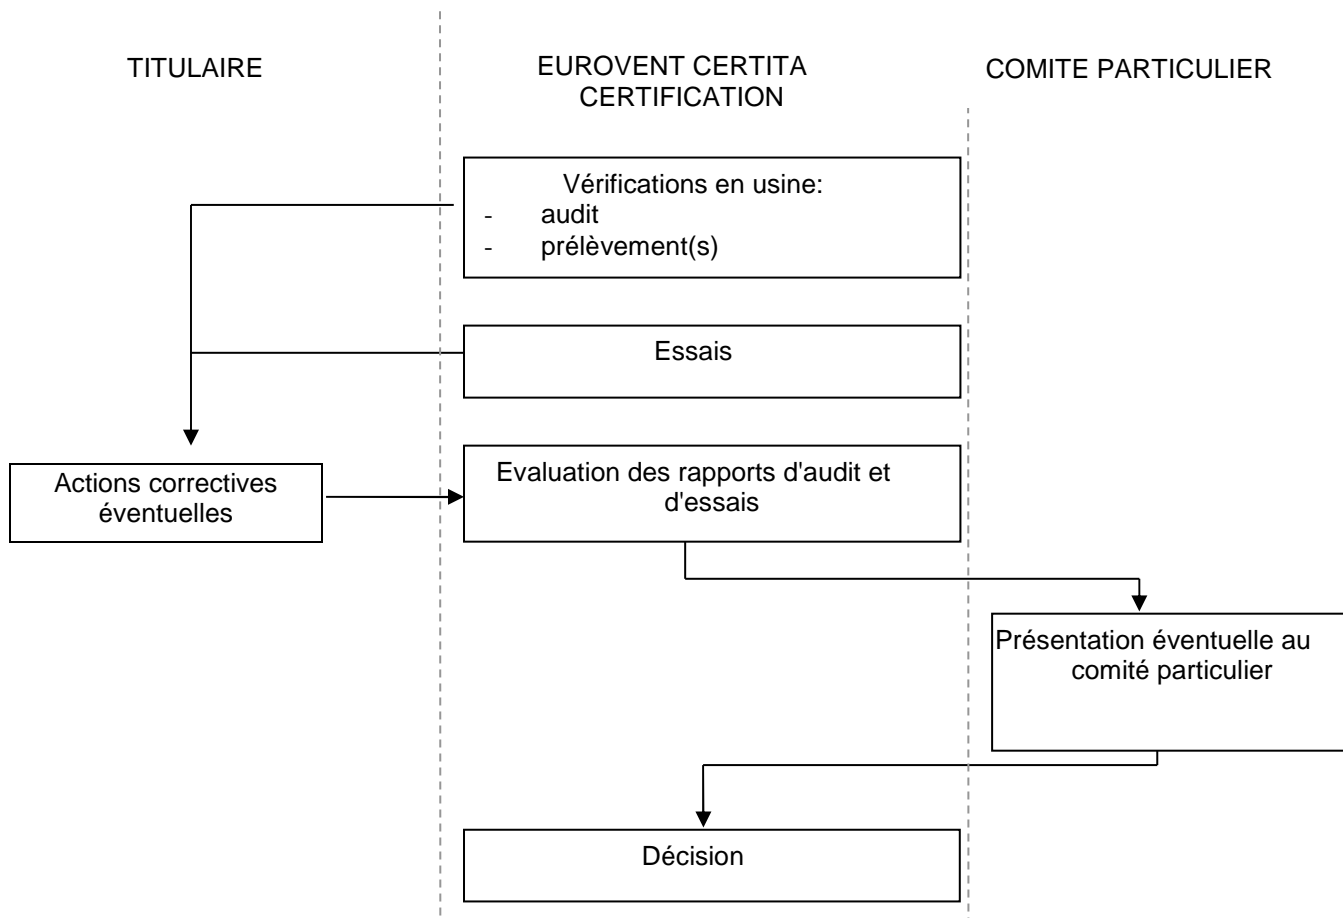 TITULAIRE
EUROVENT CERTITA
CERTIFICATION
COMITE PARTICULIER
Vérifications en usine:
- audit
- prélèvement(s)
Essais
Actions correctives
éventuelles
Evaluation des rapports d'audit et
d'essais
Présentation éventuelle au
comité particulier
Décision